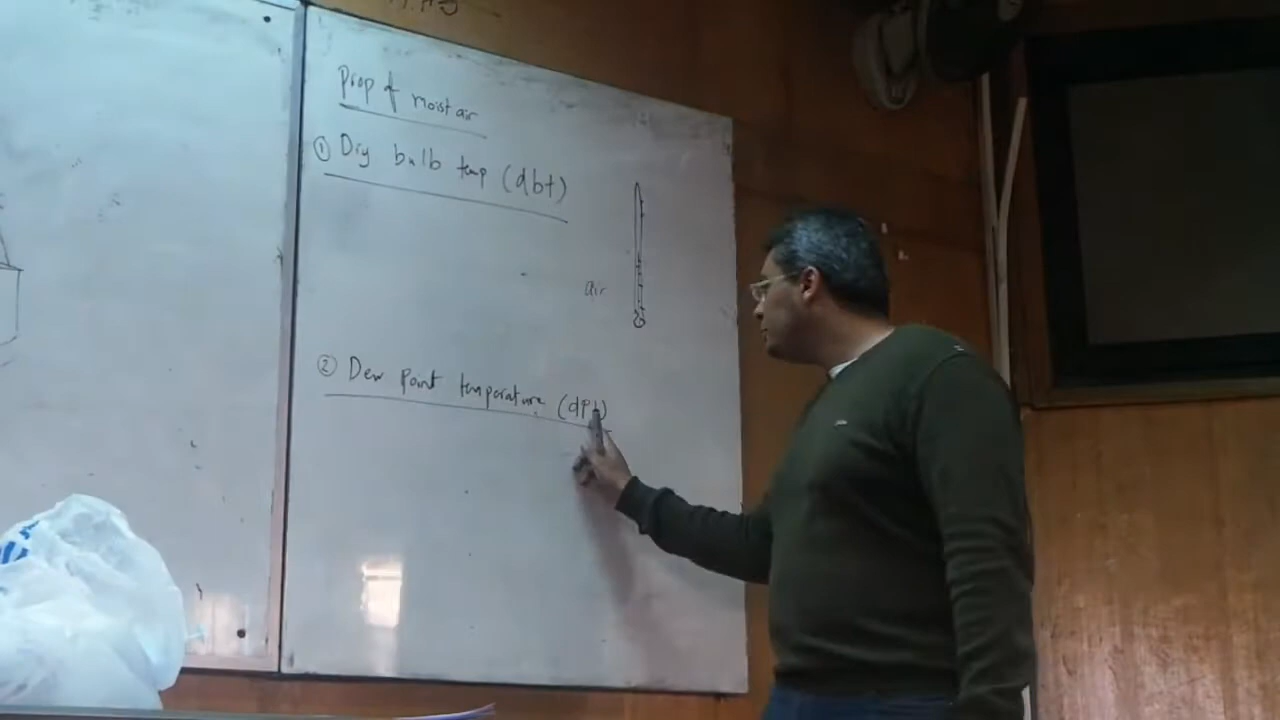 Prop of moist air
① Dry bulb temp (dbt)
air
② Dew point temperature (dpt)